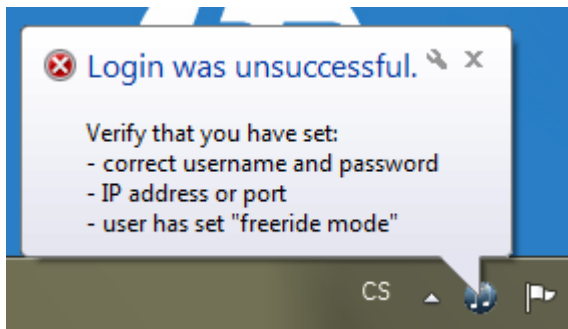 Login was unsuccessful.
Verify that you have set:
- correct username and password
- IP address or port
- user has set "freeride mode"
CS